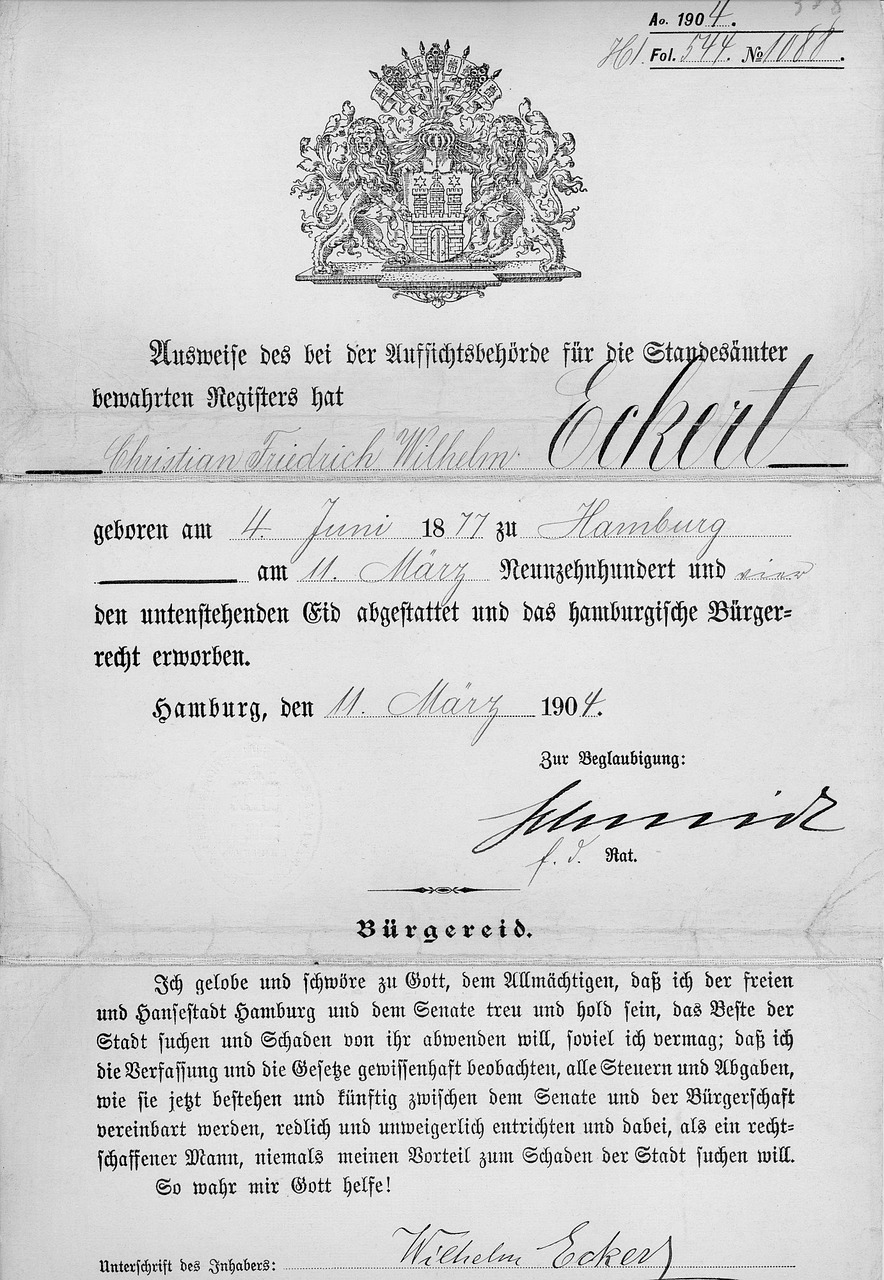 Ao. 1904.
H1. Fol. 544. No 1088.
Ausweise des bei der Aufsichtsbehörde für die Standesämter
bewahrten Registers hat
Christian Friedrich Wilhelm Eckert
geboren am 4. Juni 1877 zu Hamburg
am 11. März Neunzehnhundert und vier
den untenstehenden Eid abgestattet und das hamburgische Bürger=
recht erworben.
Hamburg, den 11. März 1904.
Zur Beglaubigung:
Schmidt
f. d. Rat.
Bürgereid.
Ich gelobe und schwöre zu Gott, dem Allmächtigen, daß ich der freien
und Hansestadt Hamburg und dem Senate treu und hold sein, das Beste der
Stadt suchen und Schaden von ihr abwenden will, soviel ich vermag; daß ich
die Verfassung und die Gesetze gewissenhaft beobachten, alle Steuern und Abgaben,
wie sie jetzt bestehen und künftig zwischen dem Senate und der Bürgerschaft
vereinbart werden, redlich und unweigerlich entrichten und dabei, als ein recht=
schaffener Mann, niemals meinen Vorteil zum Schaden der Stadt suchen will.
So wahr mir Gott helfe!
Unterschrift des Inhabers: Wilhelm Eckert